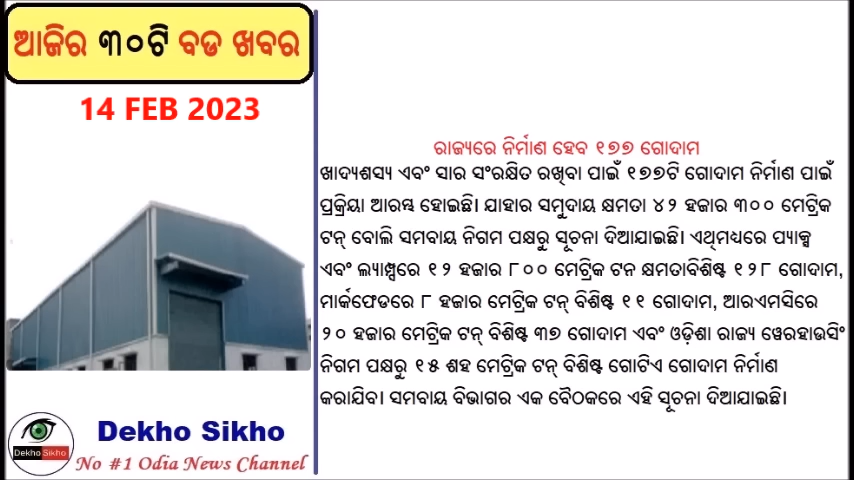 ଆଜିର ୩୦ଟି ବଡ ଖବର
14 FEB 2023
ରାଜ୍ୟରେ ନିର୍ମାଣ ହେବ ୧୭୭ ଗୋଦାମ
ଖାଦ୍ୟଶସ୍ୟ ଏବଂ ସାର ସଂରକ୍ଷିତ ରଖିବା ପାଇଁ ୧୭୭ଟି ଗୋଦାମ ନିର୍ମାଣ ପାଇଁ
ପ୍ରକ୍ରିୟା ଆରମ୍ଭ ହୋଇଛି। ଯାହାର ସମୁଦାୟ କ୍ଷମତା ୪୨ ହଜାର ୩୦୦ ମେଟ୍ରିକ
ଟନ୍ ବୋଲି ସମବାୟ ନିଗମ ପକ୍ଷରୁ ସୂଚନା ଦିଆଯାଇଛି। ଏଥିମଧ୍ୟରେ ପ୍ୟାକ୍ସ
ଏବଂ ଲ୍ୟାମ୍ପସରେ ୧୨ ହଜାର ୮୦୦ ମେଟ୍ରିକ ଟନ କ୍ଷମତାବିଶିଷ୍ଟ ୧୨୮ ଗୋଦାମ,
ମାର୍କଫେଡରେ ୮ ହଜାର ମେଟ୍ରିକ ଟନ୍ ବିଶିଷ୍ଟ ୧୧ ଗୋଦାମ, ଆରଏମସିରେ
୨୦ ହଜାର ମେଟ୍ରିକ ଟନ୍ ବିଶିଷ୍ଟ ୩୭ ଗୋଦାମ ଏବଂ ଓଡ଼ିଶା ରାଜ୍ୟ ୱେରହାଉସିଂ
ନିଗମ ପକ୍ଷରୁ ୧୫ ଶହ ମେଟ୍ରିକ ଟନ୍ ବିଶିଷ୍ଟ ଗୋଟିଏ ଗୋଦାମ ନିର୍ମାଣ
କରାଯିବ। ସମବାୟ ବିଭାଗର ଏକ ବୈଠକରେ ଏହି ସୂଚନା ଦିଆଯାଇଛି।
Dekho Sikho
Dekho Sikho
No #1 Odia News Channel